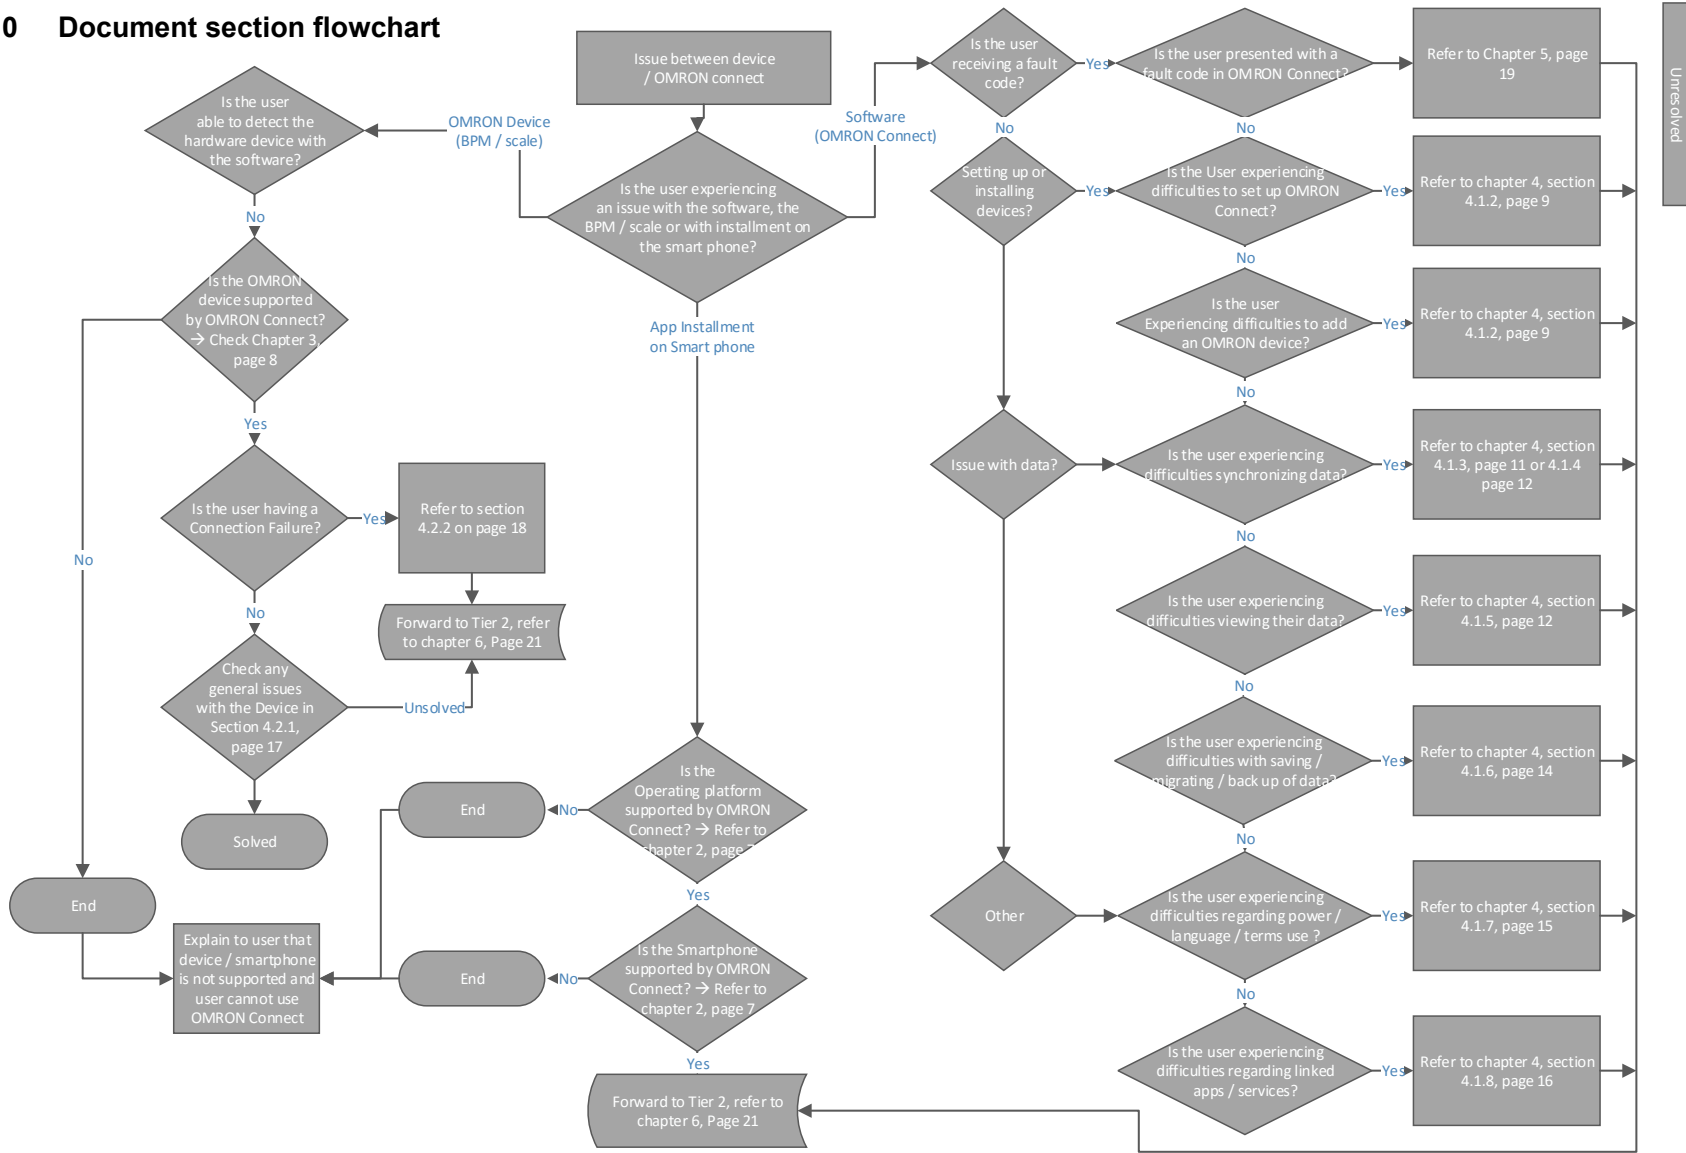 0 Document section flowchart
Issue between device
/ OMRON connect
Is the user experiencing
an issue with the software, the
BPM / scale or with installment on
the smart phone?
OMRON Device
(BPM / scale)
Software
(OMRON Connect)
App Installment
on Smart phone
Is the user
able to detect the
hardware device with
the software?
No
Is the OMRON
device supported
by OMRON Connect?
→ Check Chapter 3,
page 8
No
Yes
Is the user having a
Connection Failure?
Yes
Refer to section
4.2.2 on page 18
Forward to Tier 2, refer
to chapter 6, Page 21
No
Check any
general issues
with the Device in
Section 4.2.1,
page 17
Unsolved
Solved
End
Explain to user that
device / smartphone
is not supported and
user cannot use
OMRON Connect
Is the
Operating platform
supported by OMRON
Connect? → Refer to
chapter 2, page 7
No
End
Yes
Is the Smartphone
supported by OMRON
Connect? → Refer to
chapter 2, page 7
No
End
Yes
Forward to Tier 2, refer to
chapter 6, Page 21
Is the user
receiving a fault
code?
Yes
Is the user presented with a
fault code in OMRON Connect?
Refer to Chapter 5, page
19
No
No
Setting up or
installing
devices?
Yes
Is the User experiencing
difficulties to set up OMRON
Connect?
Yes
Refer to chapter 4, section
4.1.2, page 9
No
Is the user
Experiencing difficulties to add
an OMRON device?
Yes
Refer to chapter 4, section
4.1.2, page 9
No
Issue with data?
Is the user experiencing
difficulties synchronizing data?
Yes
Refer to chapter 4, section
4.1.3, page 11 or 4.1.4
page 12
No
Is the user experiencing
difficulties viewing their data?
Yes
Refer to chapter 4, section
4.1.5, page 12
No
Is the user experiencing
difficulties with saving /
migrating / back up of data?
Yes
Refer to chapter 4, section
4.1.6, page 14
No
Other
Is the user experiencing
difficulties regarding power /
language / terms use ?
Yes
Refer to chapter 4, section
4.1.7, page 15
No
Is the user experiencing
difficulties regarding linked
apps / services?
Yes
Refer to chapter 4, section
4.1.8, page 16
Unresolved